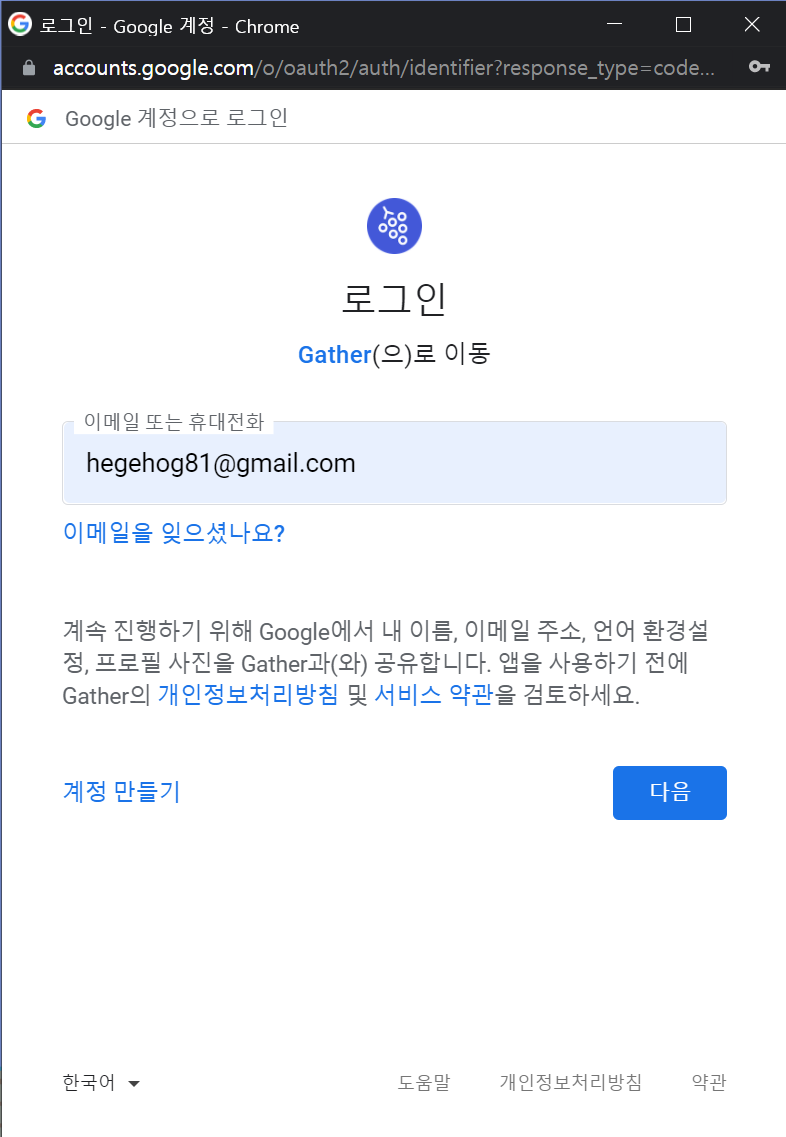 로그인 - Google 계정 - Chrome
accounts.google.com/o/oauth2/auth/identifier?response_type=code...
Google 계정으로 로그인
로그인
Gather(으)로 이동
이메일 또는 휴대전화
hegehog81@gmail.com
이메일을 잊으셨나요?
계속 진행하기 위해 Google에서 내 이름, 이메일 주소, 언어 환경설
정, 프로필 사진을 Gather과(와) 공유합니다. 앱을 사용하기 전에
Gather의 개인정보처리방침 및 서비스 약관을 검토하세요.
계정 만들기 다음
한국어 도움말 개인정보처리방침 약관